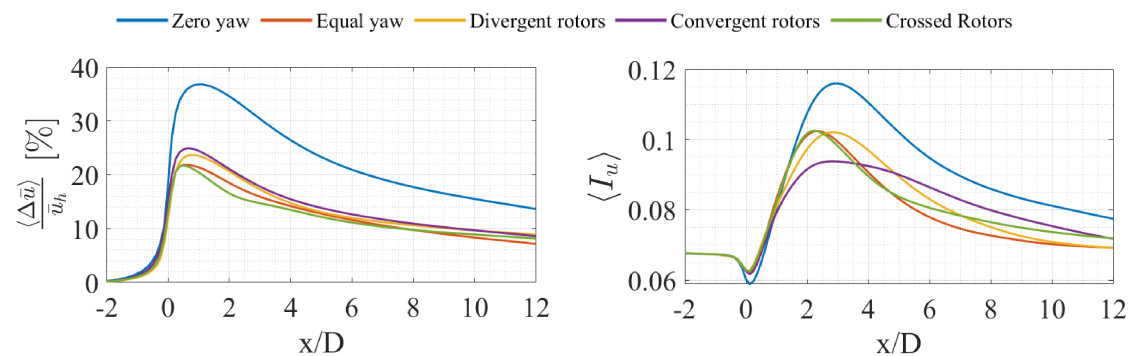 Zero yaw Equal yaw Divergent rotors Convergent rotors Crossed Rotors
40
30
20
10
0
-2 0 2 4 6 8 10 12
x/D
⟨Δū⟩/ū_h [%]
0.12
0.1
0.08
0.06
-2 0 2 4 6 8 10 12
x/D
⟨I_u⟩